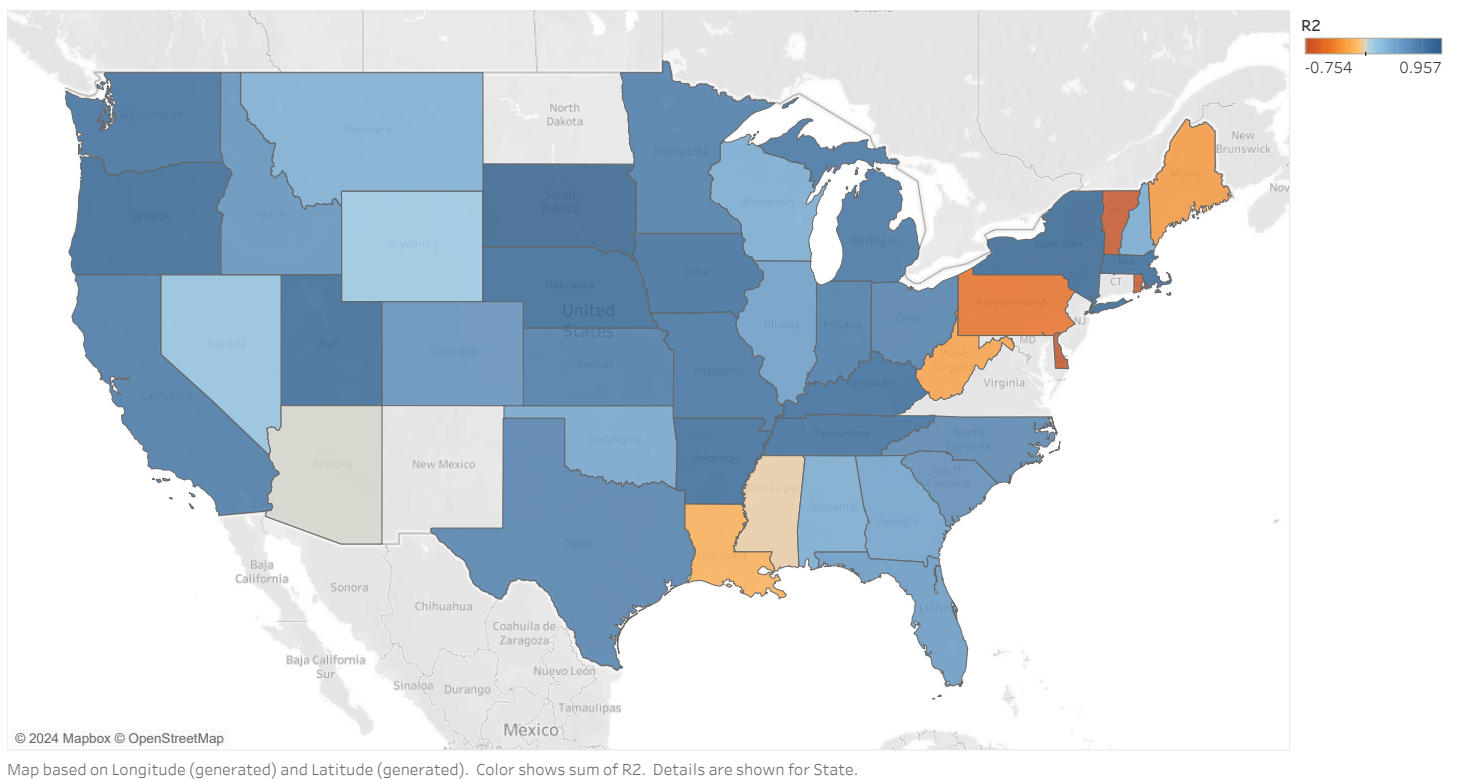 Ontario
R2
-0.754
0.957
Washington
Montana
North
Dakota
Minnesota
New
Brunswick
Maine
VT
Oregon
Idaho
Wyoming
South
Dakota
Wisconsin
Michigan
New York
MA
CT
Nov
Nevada
Utah
Colorado
Nebraska
United
States
Iowa
Illinois
Indiana
Ohio
Pennsylvania
NJ
MD
West
Virginia
Virginia
California
Kansas
Missouri
Kentucky
Arizona
New Mexico
Oklahoma
Arkansas
Tennessee
North
Carolina
South
Carolina
Mississippi
Alabama
Georgia
Texas
Louisiana
Florida
Baja
California
Sonora
Chihuahua
Coahuila de
Zaragoza
Baja California
Sur
Sinaloa
Durango
Nuevo León
Tamaulipas
Mexico
© 2024 Mapbox © OpenStreetMap
Map based on Longitude (generated) and Latitude (generated).  Color shows sum of R2.  Details are shown for State.